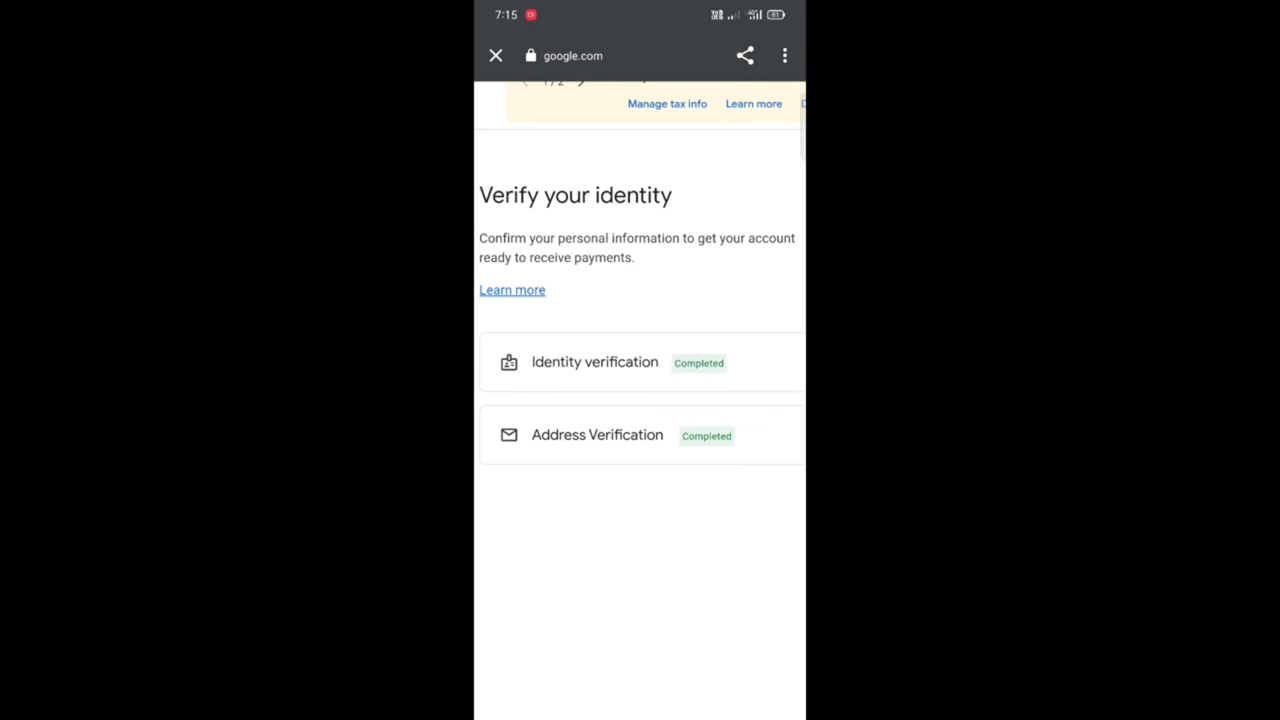 7:15
google.com
Manage tax info Learn more
Verify your identity
Confirm your personal information to get your account
ready to receive payments.
Learn more
Identity verification Completed
Address Verification Completed